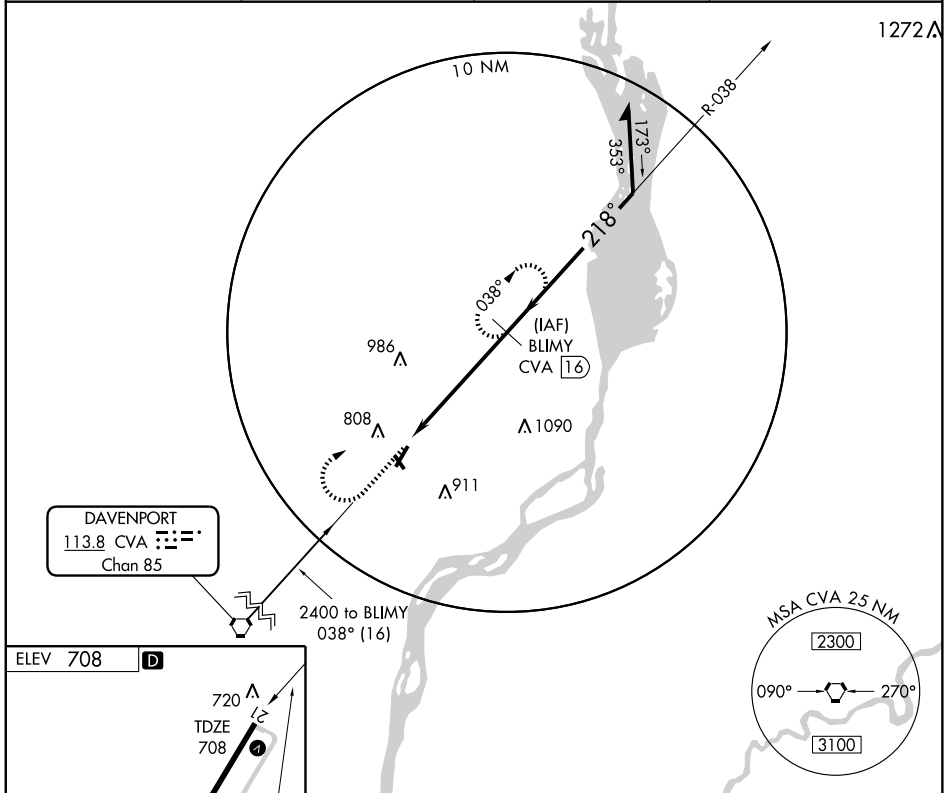 1272
10 NM
R-038
173°
353°
218°
038°
(IAF)
BLIMY
CVA 16
986
808
1090
911
DAVENPORT
113.8 CVA
Chan 85
2400 to BLIMY
038° (16)
MSA CVA 25 NM
2300
090° 270°
3100
ELEV 708 D
720
21
TDZE
708